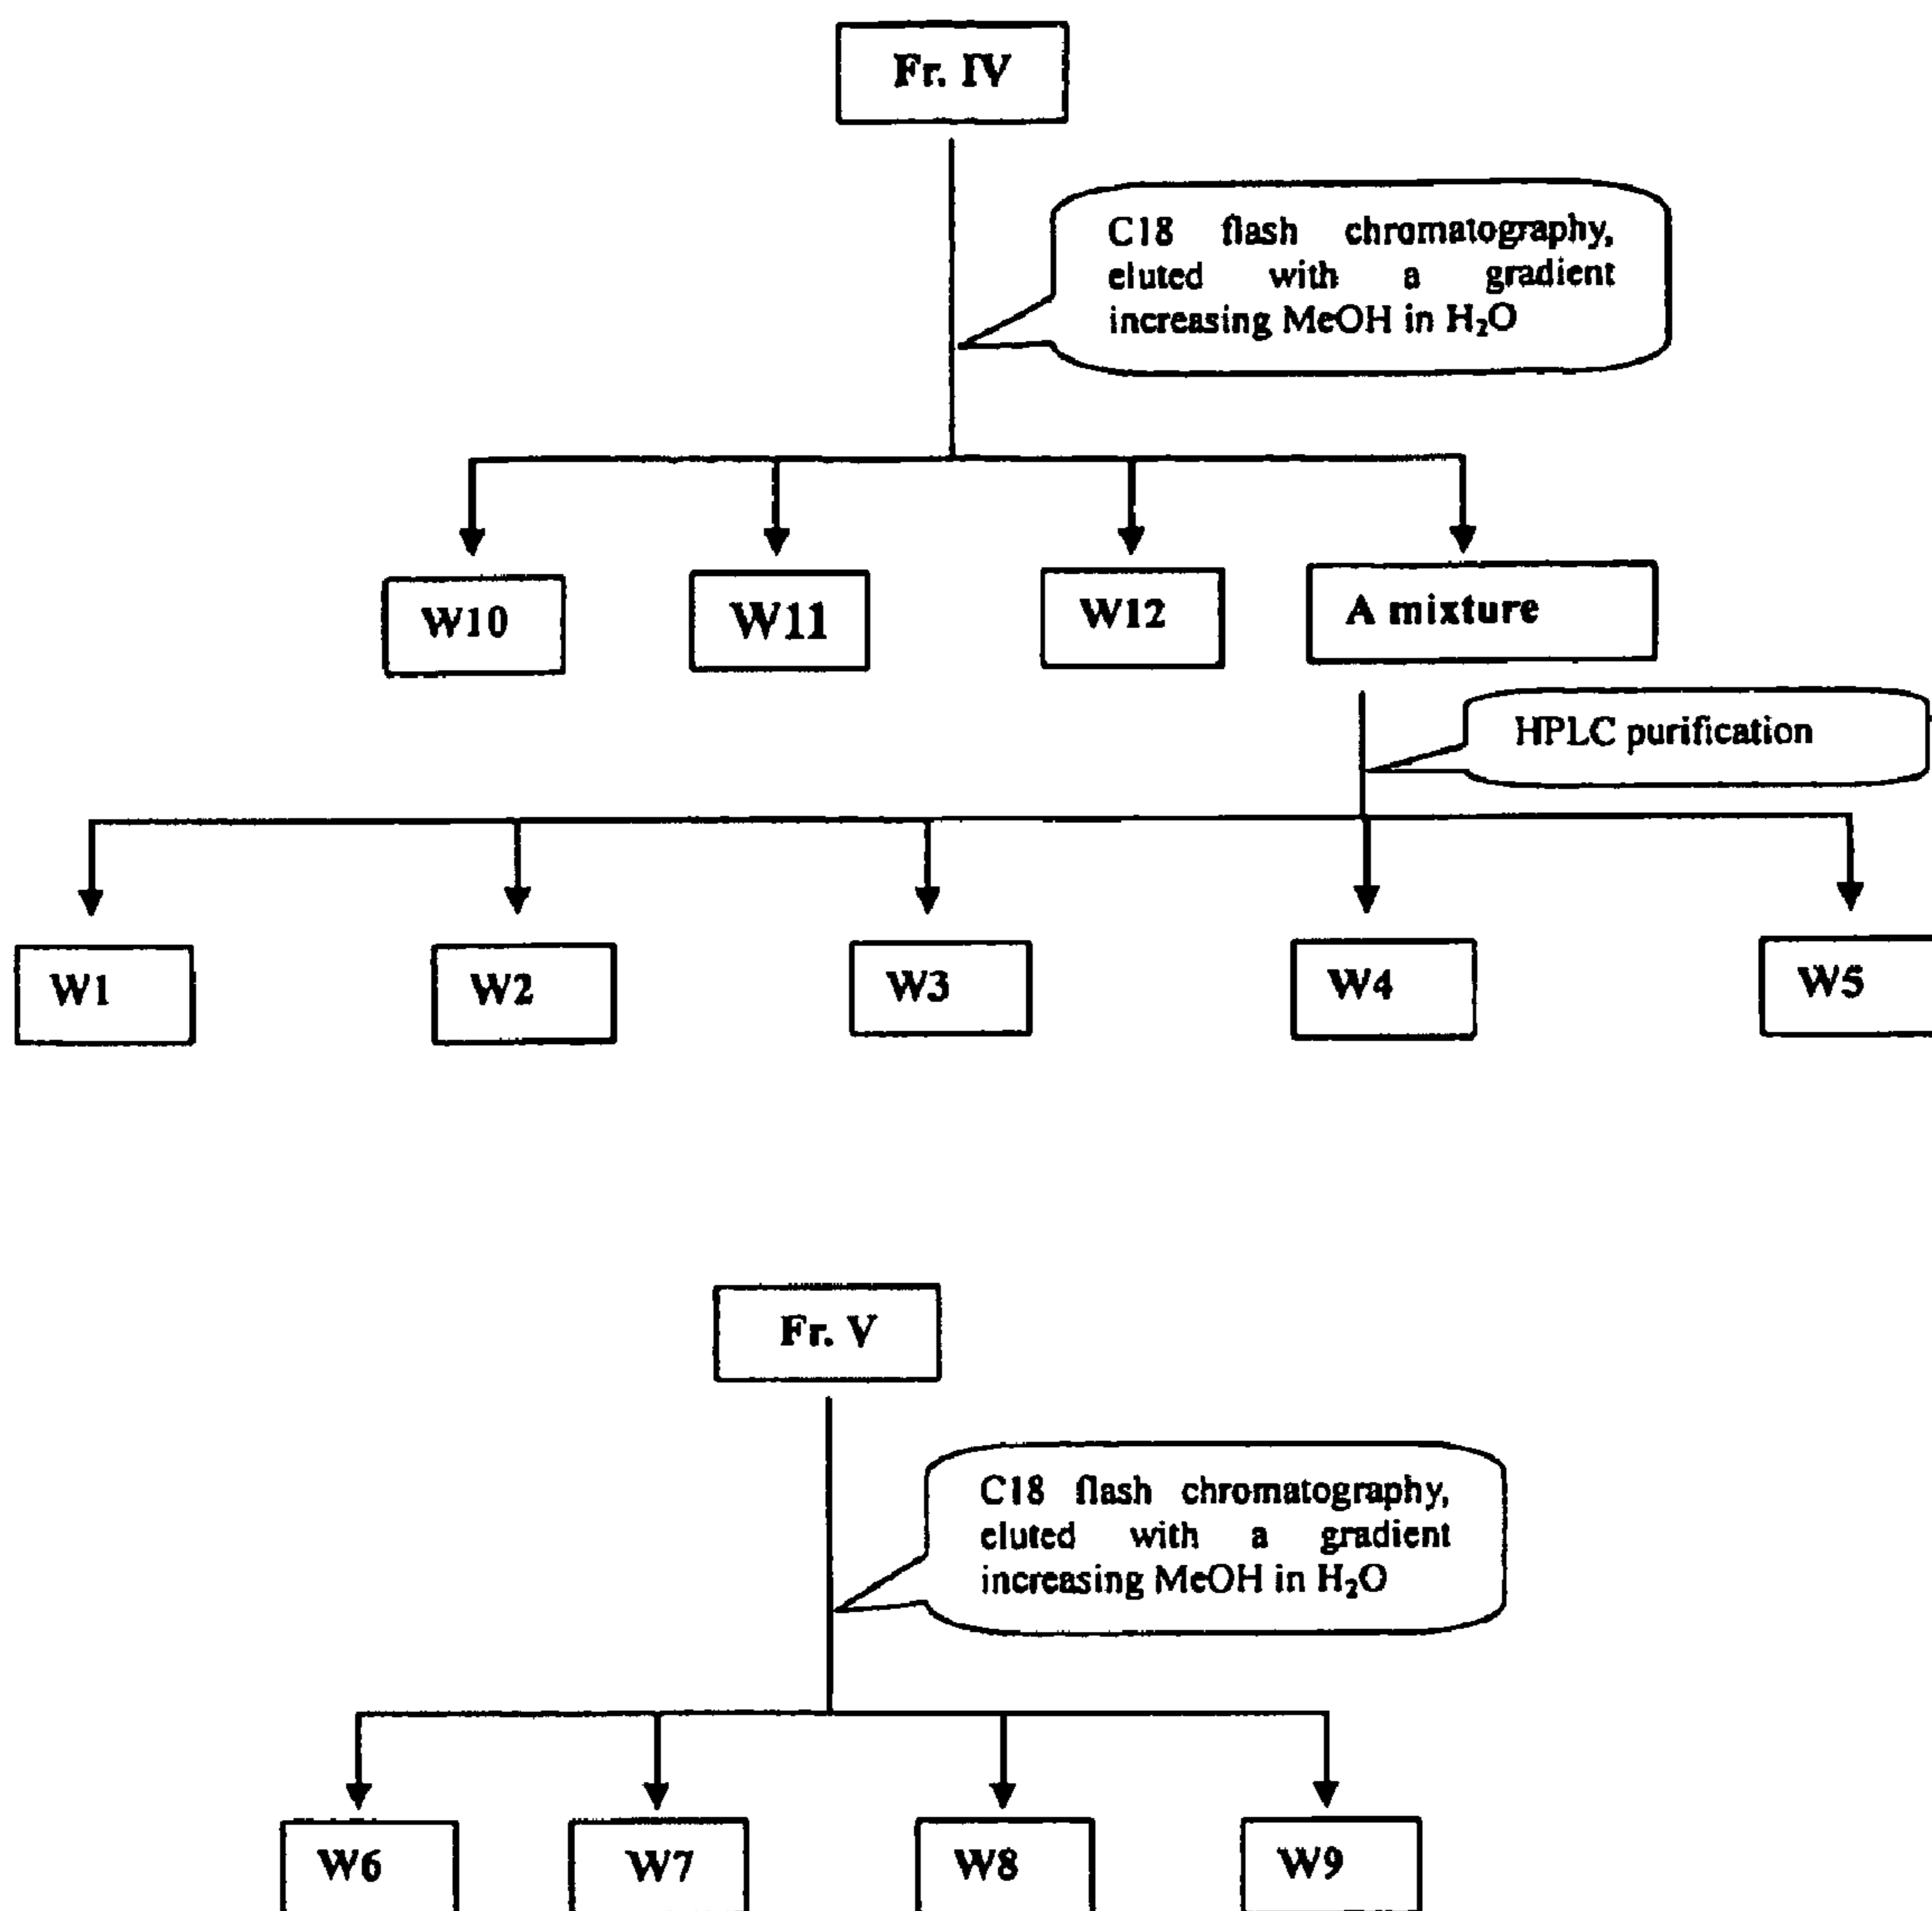 Fr. IV
C18 flash chromatography,
eluted with a gradient
increasing MeOH in H₂O
W10
W11
W12
A mixture
HPLC purification
W1
W2
W3
W4
W5
Fr. V
C18 flash chromatography,
eluted with a gradient
increasing MeOH in H₂O
W6
W7
W8
W9